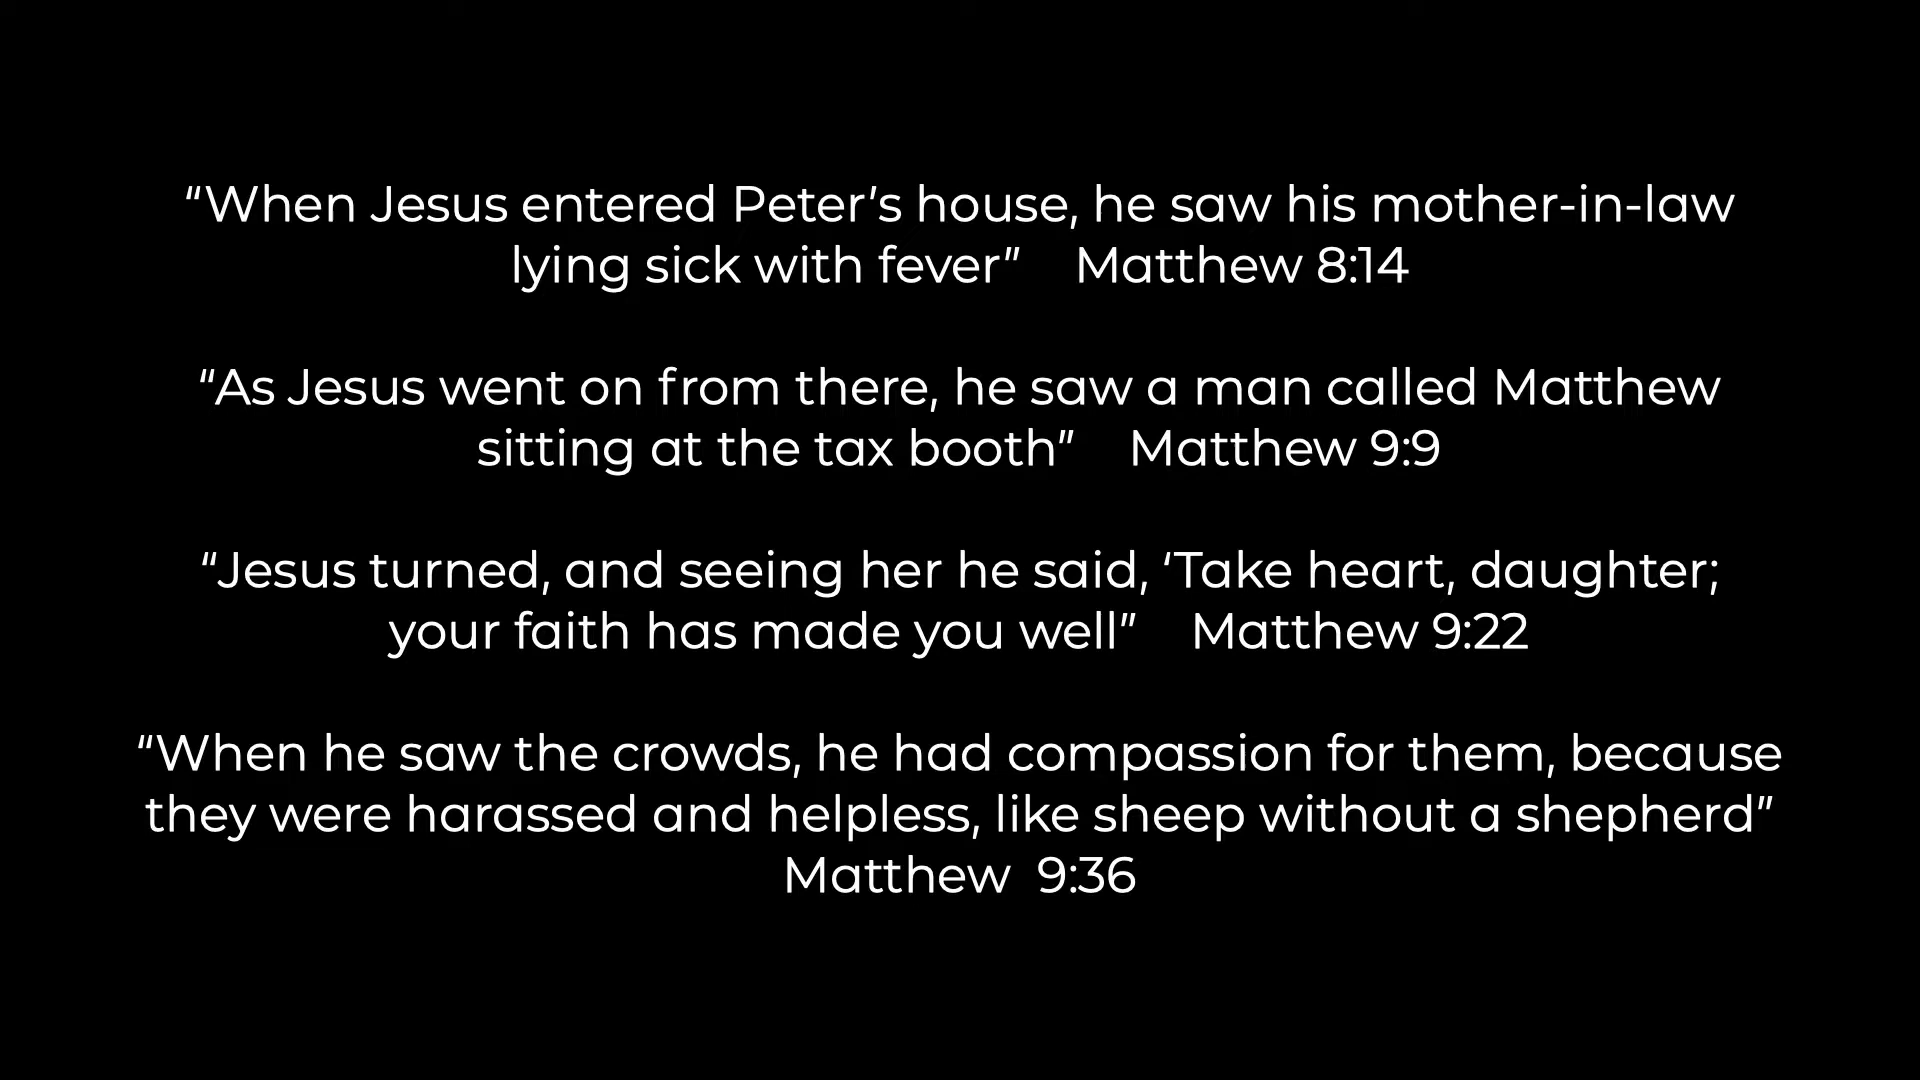 “When Jesus entered Peter’s house, he saw his mother-in-law
lying sick with fever” Matthew 8:14
“As Jesus went on from there, he saw a man called Matthew
sitting at the tax booth” Matthew 9:9
“Jesus turned, and seeing her he said, ‘Take heart, daughter;
your faith has made you well” Matthew 9:22
“When he saw the crowds, he had compassion for them, because
they were harassed and helpless, like sheep without a shepherd”
Matthew 9:36